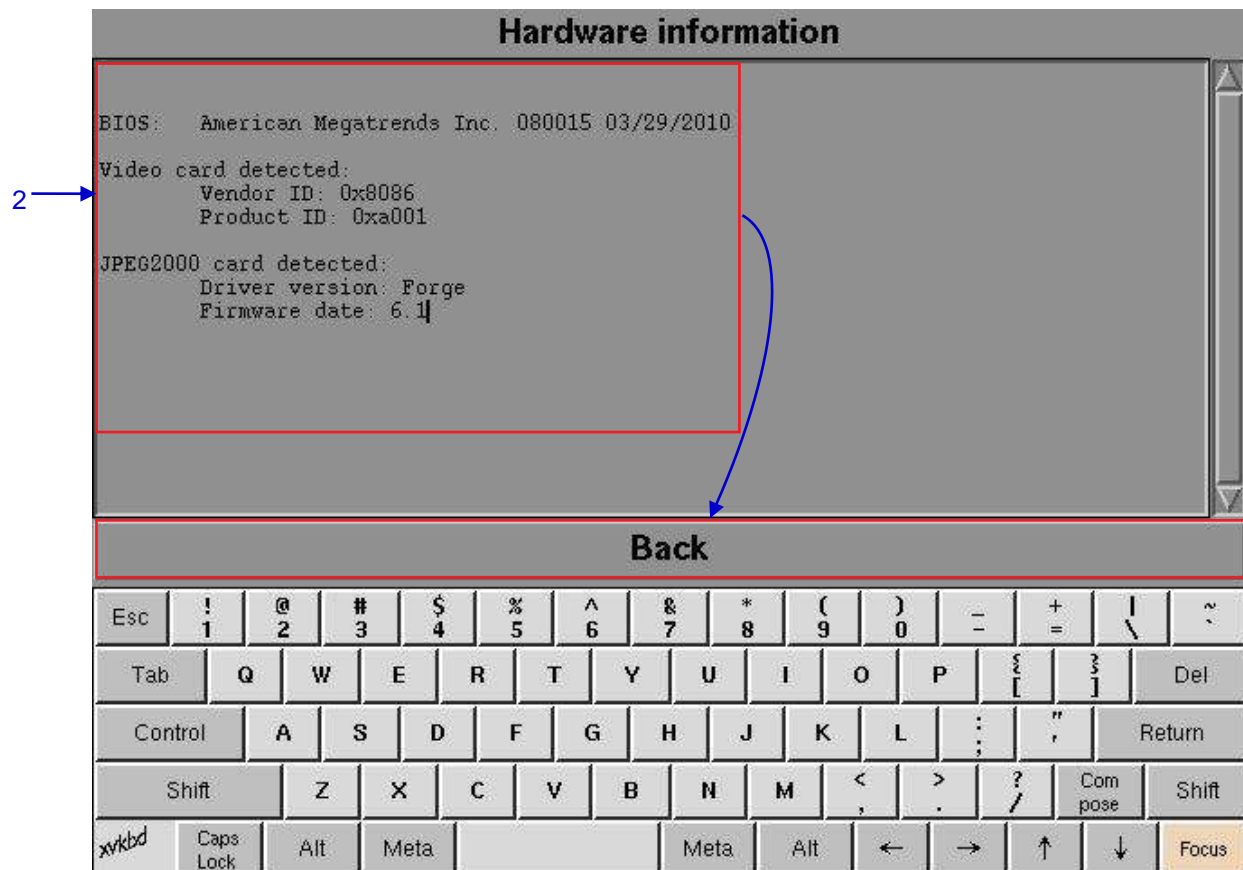 Hardware information
BIOS: American Megatrends Inc. 080015 03/29/2010
Video card detected:
Vendor ID: 0x8086
Product ID: 0xa001
JPEG2000 card detected:
Driver version: Forge
Firmware date: 6.1
2
Back
Esc ! 1 @ 2 # 3 $ 4 % 5 ^ 6 & 7 * 8 ( 9 ) 0 _ - + = | \ ~ `
Tab Q W E R T Y U I O P { [ } ] Del
Control A S D F G H J K L : ; " ' Return
Shift Z X C V B N M < , > . ? / Com pose Shift
xvkbd Caps Lock Alt Meta Meta Alt ← → ↑ ↓ Focus